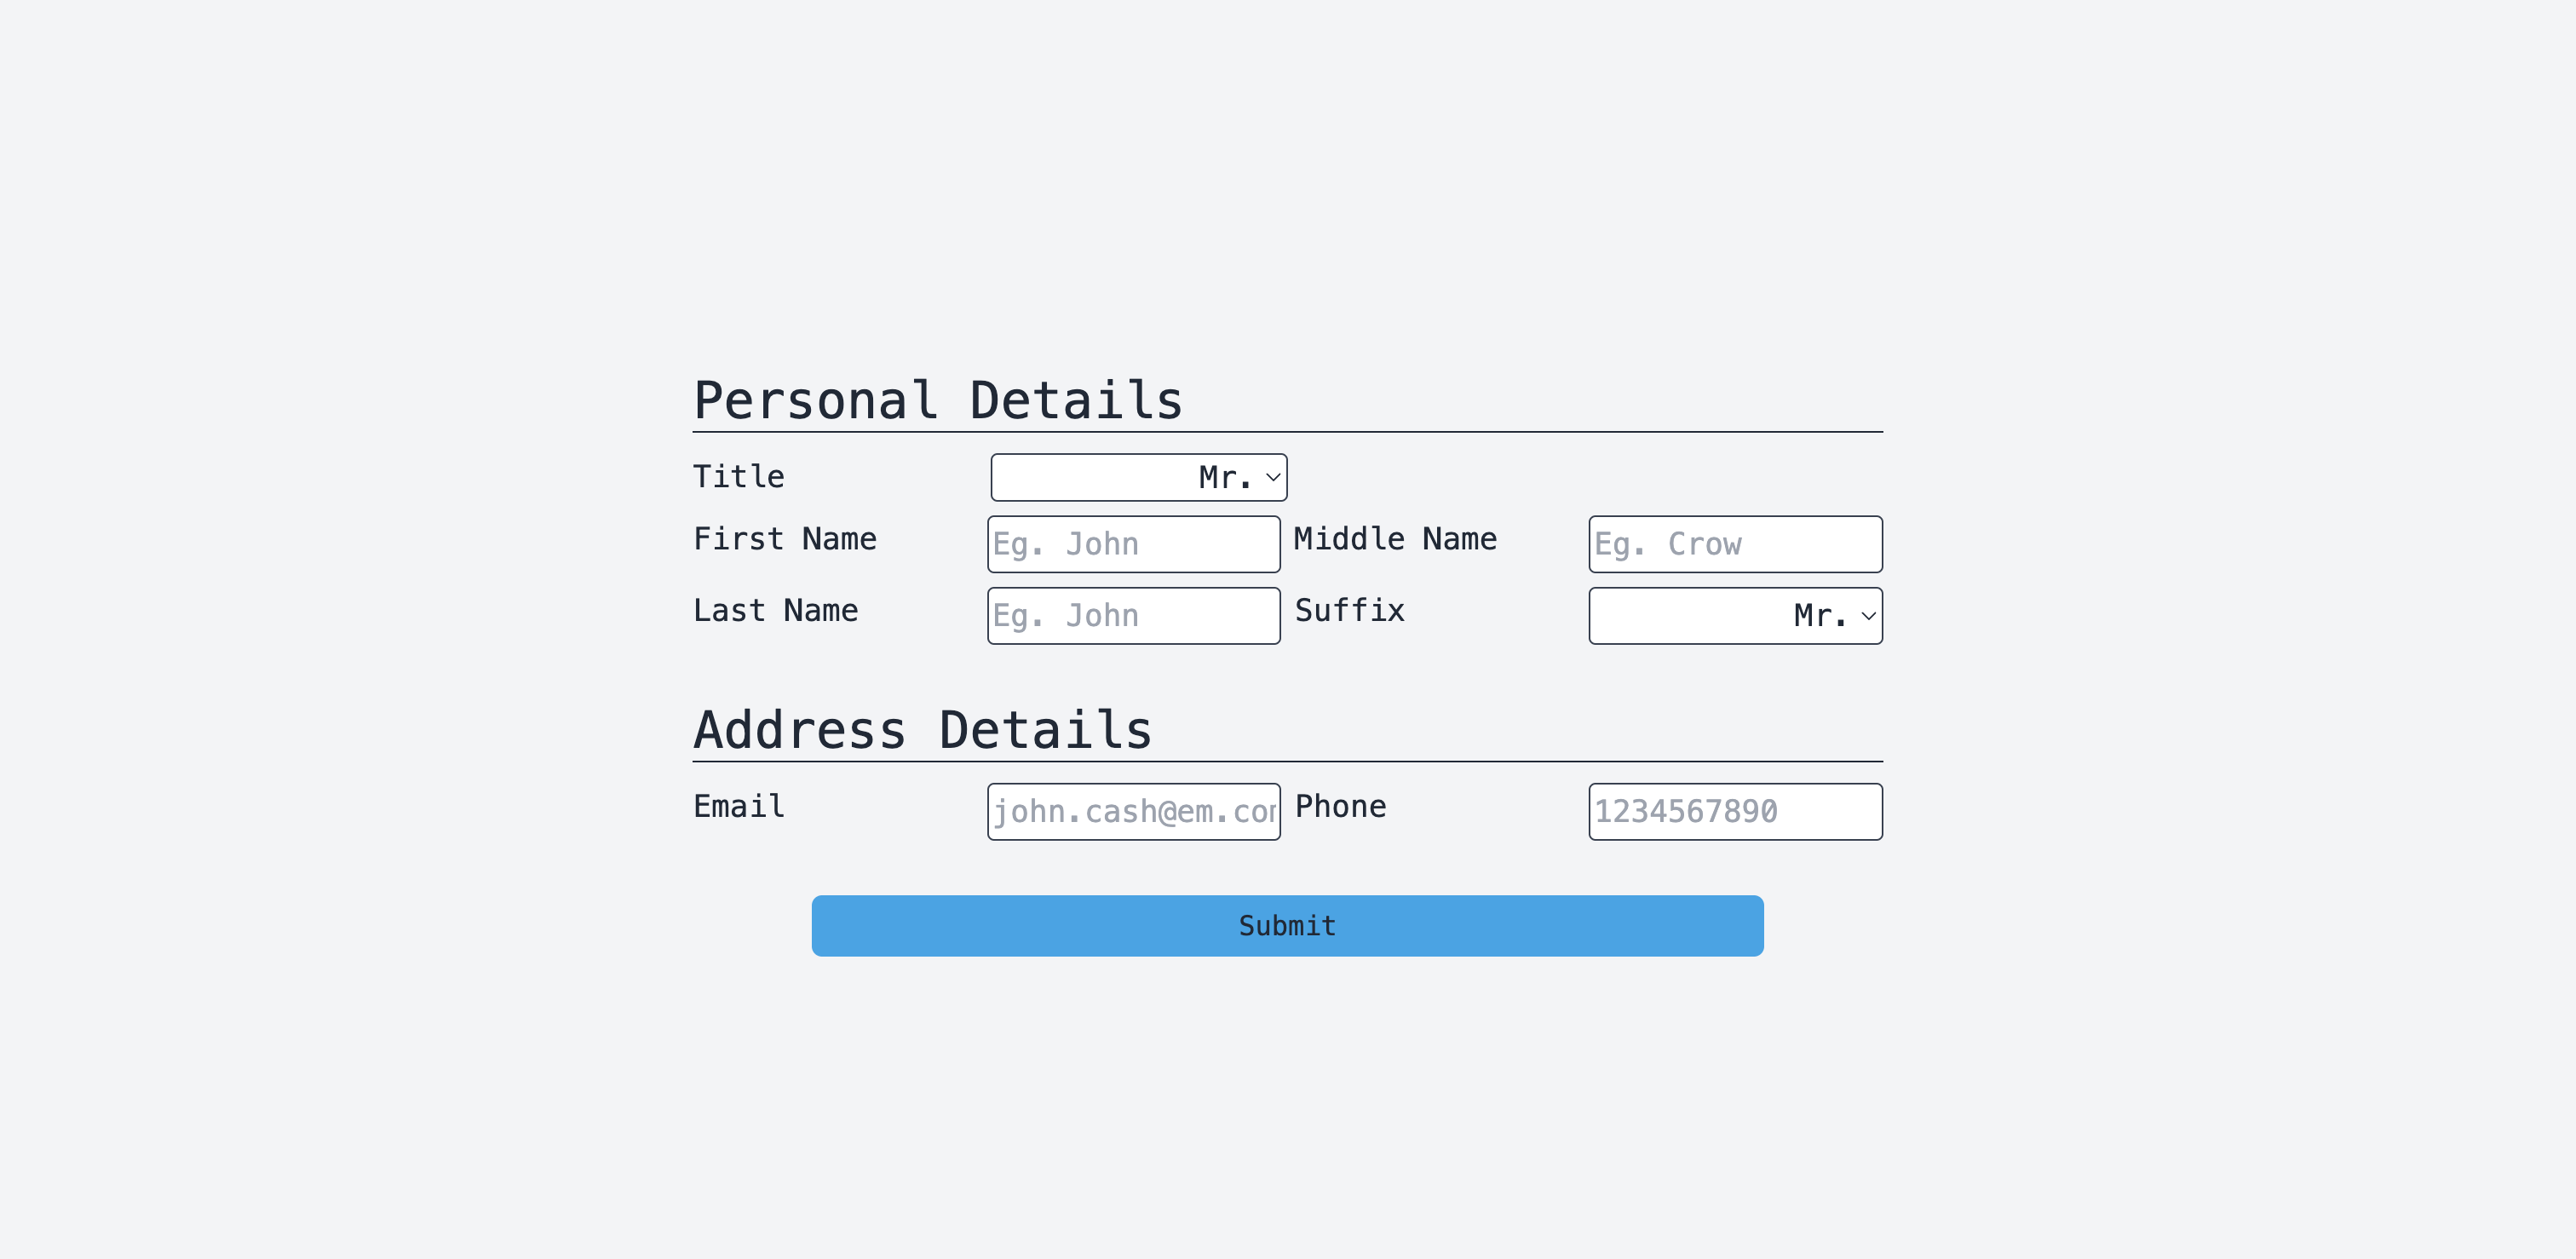 Personal Details
Title Mr.
First Name Eg. John Middle Name Eg. Crow
Last Name Eg. John Suffix Mr.
Address Details
Email john.cash@em.com Phone 1234567890
Submit